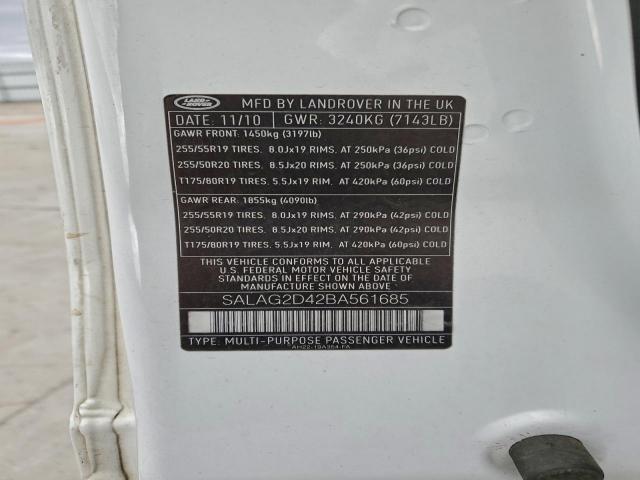 LAND ROVER
MFD BY LANDROVER IN THE UK
DATE: 11/10 GWR: 3240KG (7143LB)
GAWR FRONT: 1450kg (3197lb)
255/55R19 TIRES. 8.0Jx19 RIMS. AT 250kPa (36psi) COLD
255/50R20 TIRES. 8.5Jx20 RIMS. AT 250kPa (36psi) COLD
T175/80R19 TIRES. 5.5Jx19 RIM. AT 420kPa (60psi) COLD
GAWR REAR: 1855kg (4090lb)
255/55R19 TIRES. 8.0Jx19 RIMS. AT 290kPa (42psi) COLD
255/50R20 TIRES. 8.5Jx20 RIMS. AT 290kPa (42psi) COLD
T175/80R19 TIRES. 5.5Jx19 RIM. AT 420kPa (60psi) COLD
THIS VEHICLE CONFORMS TO ALL APPLICABLE
U.S. FEDERAL MOTOR VEHICLE SAFETY
STANDARDS IN EFFECT ON THE DATE OF
MANUFACTURE SHOWN ABOVE.
SALAG2D42BA561685
TYPE: MULTI-PURPOSE PASSENGER VEHICLE
AH22-19A384-FA